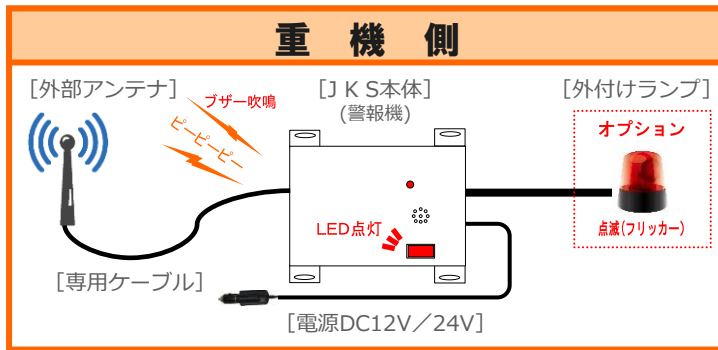 重 機 側
[外部アンテナ]
ブザー吹鳴
ピーピーピー
[ＪＫＳ本体]
(警報機)
[外付けランプ]
オプション
点滅(フリッカー)
LED点灯
[専用ケーブル]
[電源DC12V／24V]